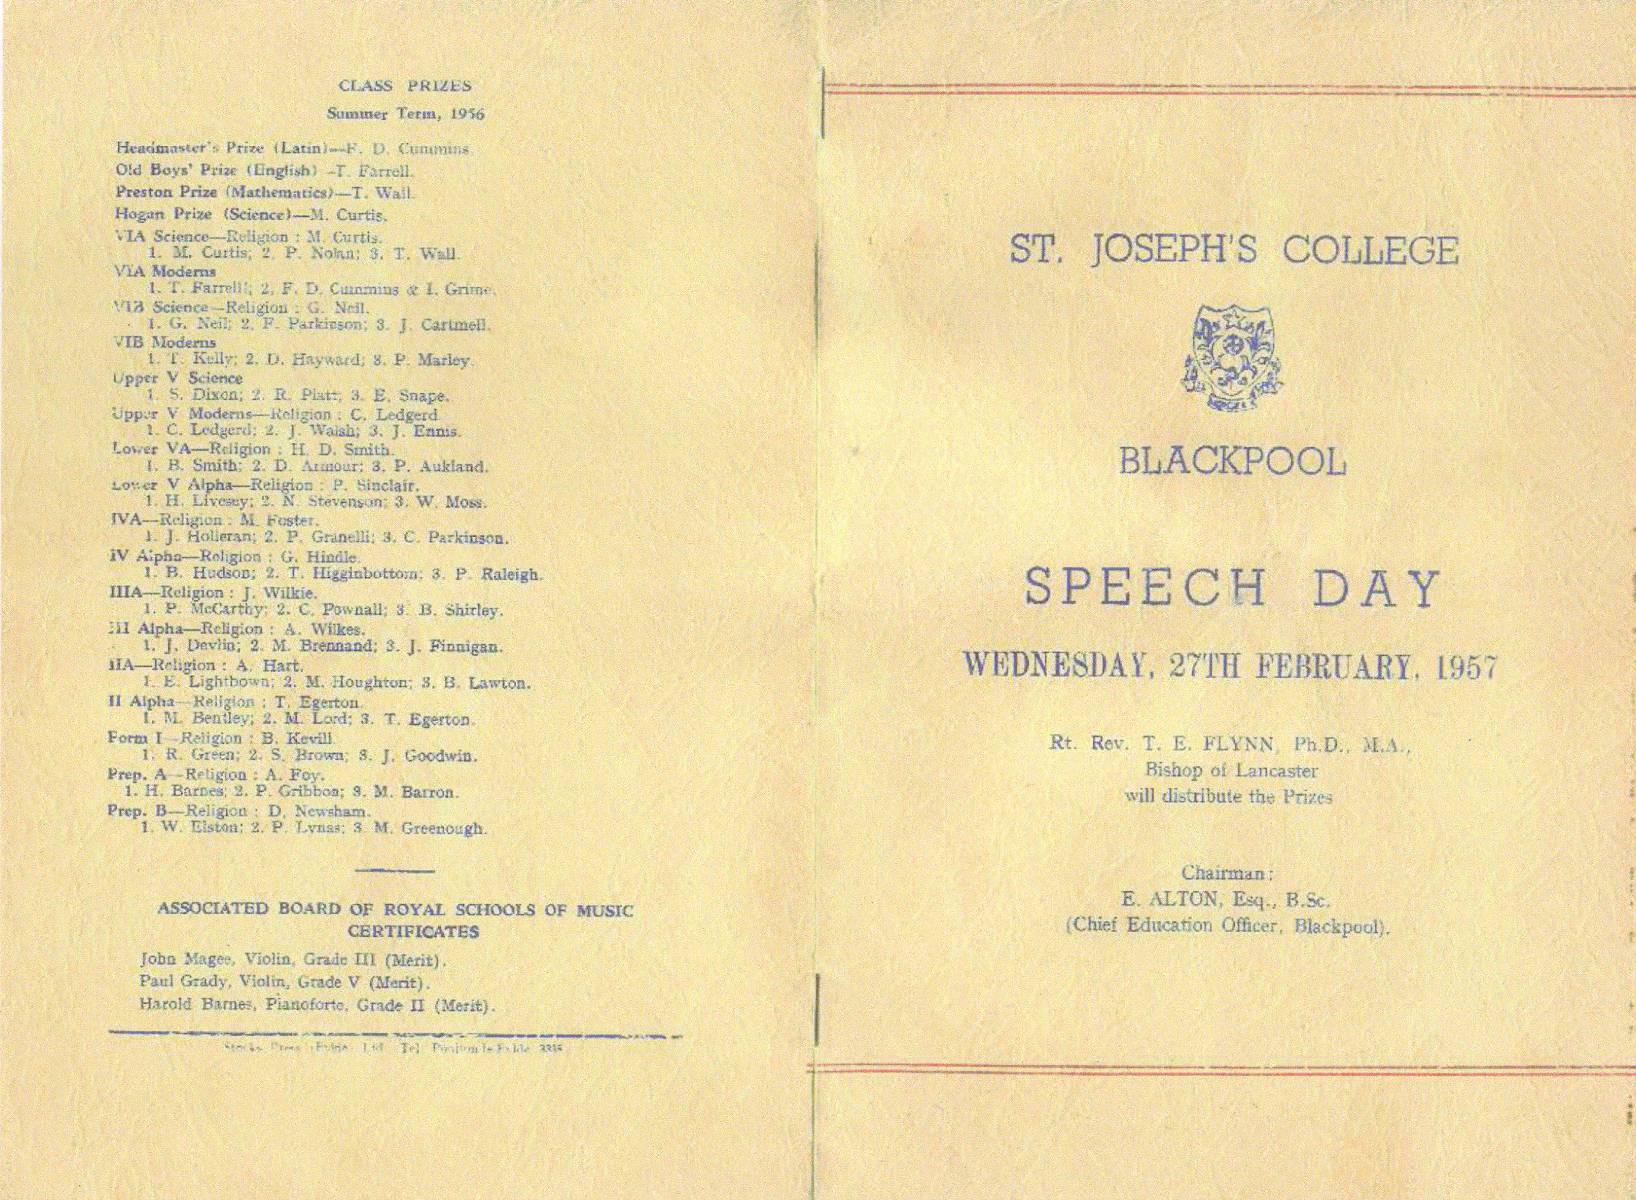 CLASS PRIZES
Summer Term, 1956
Headmaster's Prize (Latin)—F. D. Cummins.
Old Boys' Prize (English)—T. Farrell.
Preston Prize (Mathematics)—T. Wall.
Hogan Prize (Science)—M. Curtis.
VIA Science—Religion : M. Curtis.
1. M. Curtis; 2. P. Nolan; 3. T. Wall.
VIA Moderns
1. T. Farrell; 2. F. D. Cummins & I. Grime.
VIB Science—Religion : G. Neil.
1. G. Neil; 2. F. Parkinson; 3. J. Cartmell.
VIB Moderns
1. T. Kelly; 2. D. Hayward; 3. P. Marley.
Upper V Science
1. S. Dixon; 2. R. Platt; 3. E. Snape.
Upper V Moderns—Religion : C. Ledgerd.
1. C. Ledgerd; 2. J. Walsh; 3. J. Ennis.
Lower VA—Religion : H. D. Smith.
1. B. Smith; 2. D. Armour; 3. P. Aukland.
Lower V Alpha—Religion : P. Sinclair.
1. H. Livesey; 2. N. Stevenson; 3. W. Moss.
IVA—Religion : M. Foster.
1. J. Holleran; 2. P. Granelli; 3. C. Parkinson.
IV Alpha—Religion : G. Hindle.
1. B. Hudson; 2. T. Higginbottom; 3. P. Raleigh.
IIIA—Religion : J. Wilkie.
1. P. McCarthy; 2. C. Pownall; 3. B. Shirley.
III Alpha—Religion : A. Wilkes.
1. J. Devlin; 2. M. Brennand; 3. J. Finnigan.
IIA—Religion : A. Hart.
1. E. Lightbown; 2. M. Houghton; 3. B. Lawton.
II Alpha—Religion : T. Egerton.
1. M. Bentley; 2. M. Lord; 3. T. Egerton.
Form I—Religion : B. Kevill.
1. R. Green; 2. S. Brown; 3. J. Goodwin.
Prep. A—Religion : A. Foy.
1. H. Barnes; 2. P. Gribbon; 3. M. Barron.
Prep. B—Religion : D. Newsham.
1. W. Elston; 2. P. Lynas; 3. M. Greenough.
ASSOCIATED BOARD OF ROYAL SCHOOLS OF MUSIC
CERTIFICATES
John Magee, Violin, Grade III (Merit).
Paul Grady, Violin, Grade V (Merit).
Harold Barnes, Pianoforte, Grade II (Merit).
Press Ltd. Tel.
ST. JOSEPH'S COLLEGE
BLACKPOOL
SPEECH DAY
WEDNESDAY, 27TH FEBRUARY, 1957
Rt. Rev. T. E. FLYNN, Ph.D., M.A.,
Bishop of Lancaster
will distribute the Prizes
Chairman :
E. ALTON, Esq., B.Sc.
(Chief Education Officer, Blackpool).